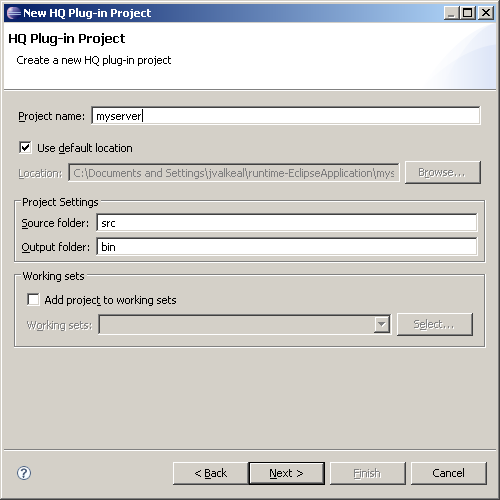 New HQ Plug-in Project
HQ Plug-in Project
Create a new HQ plug-in project
Project name: myserver
Use default location
Location: C:\Documents and Settings\jvalkeal\runtime-EclipseApplication\mys Browse...
Project Settings
Source folder: src
Output folder: bin
Working sets
Add project to working sets
Working sets: Select...
? < Back Next > Finish Cancel